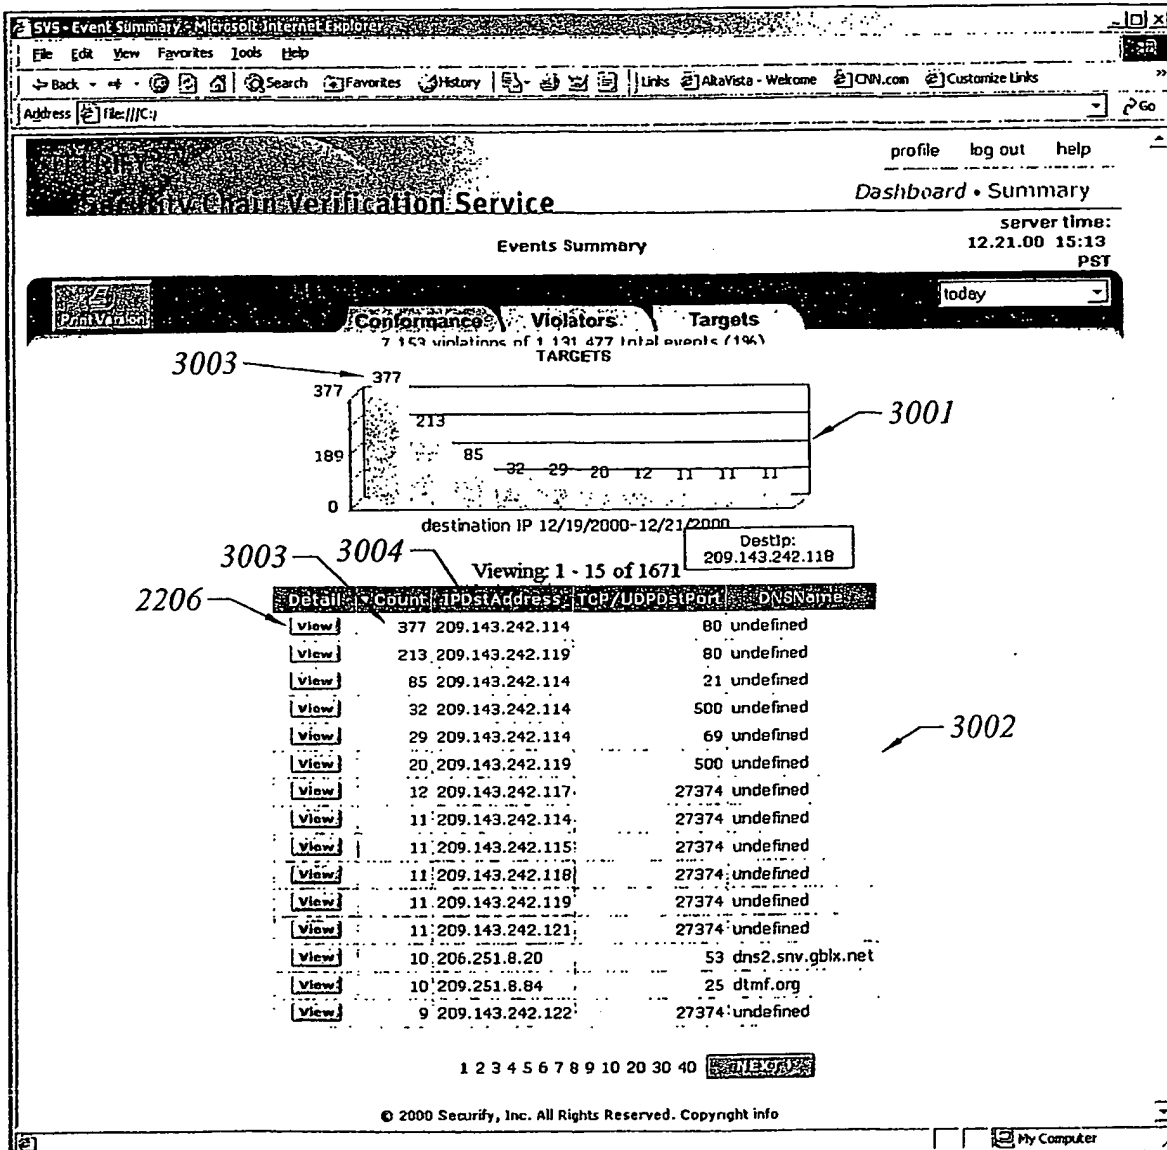 SVS - Event Summary - Microsoft Internet Explorer
File Edit View Favorites Tools Help
Back Search Favorites History Links AltaVista - Welcome CNN.com Customize Links
Address File:///C:/ Go
SECURIFY
Security Chain Verification Service
profile log out help
Dashboard • Summary
Events Summary
server time:
12.21.00 15:13
PST
Print Version
today
Conformance Violators Targets
7,153 violations of 1,131,477 total events (1%)
TARGETS
3003
377
377
213
3001
189
85
32 29 20 12 11 11 11
0
destination IP 12/19/2000-12/21/2000
DestIp:
209.143.242.118
3003 3004
Viewing: 1 - 15 of 1671
2206
Detail Count IPDstAddress TCP/UDPDstPort DNSName
View 377 209.143.242.114 80 undefined
View 213 209.143.242.119 80 undefined
View 85 209.143.242.114 21 undefined
View 32 209.143.242.114 500 undefined
View 29 209.143.242.114 69 undefined
3002
View 20 209.143.242.119 500 undefined
View 12 209.143.242.117 27374 undefined
View 11 209.143.242.114 27374 undefined
View 11 209.143.242.115 27374 undefined
View 11 209.143.242.118 27374 undefined
View 11 209.143.242.119 27374 undefined
View 11 209.143.242.121 27374 undefined
View 10 206.251.8.20 53 dns2.snv.gblx.net
View 10 209.251.8.84 25 dtmf.org
View 9 209.143.242.122 27374 undefined
1 2 3 4 5 6 7 8 9 10 20 30 40 NEXT
© 2000 Securify, Inc. All Rights Reserved. Copyright info
My Computer